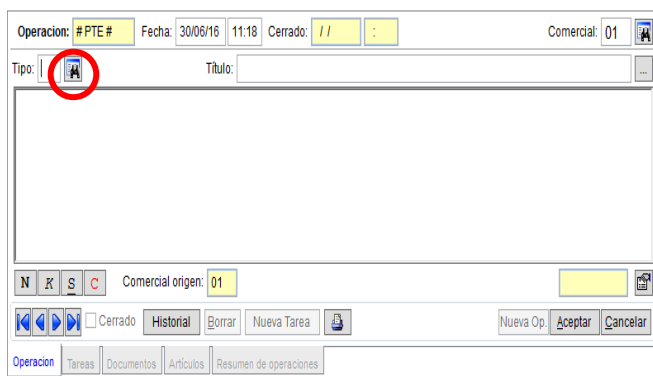 Operacion: # PTE # Fecha: 30/06/16 11:18 Cerrado: / / : Comercial: 01
Tipo: Título: ...
N K S C Comercial origen: 01
Cerrado Historial Borrar Nueva Tarea Nueva Op. Aceptar Cancelar
Operacion Tareas Documentos Artículos Resumen de operaciones